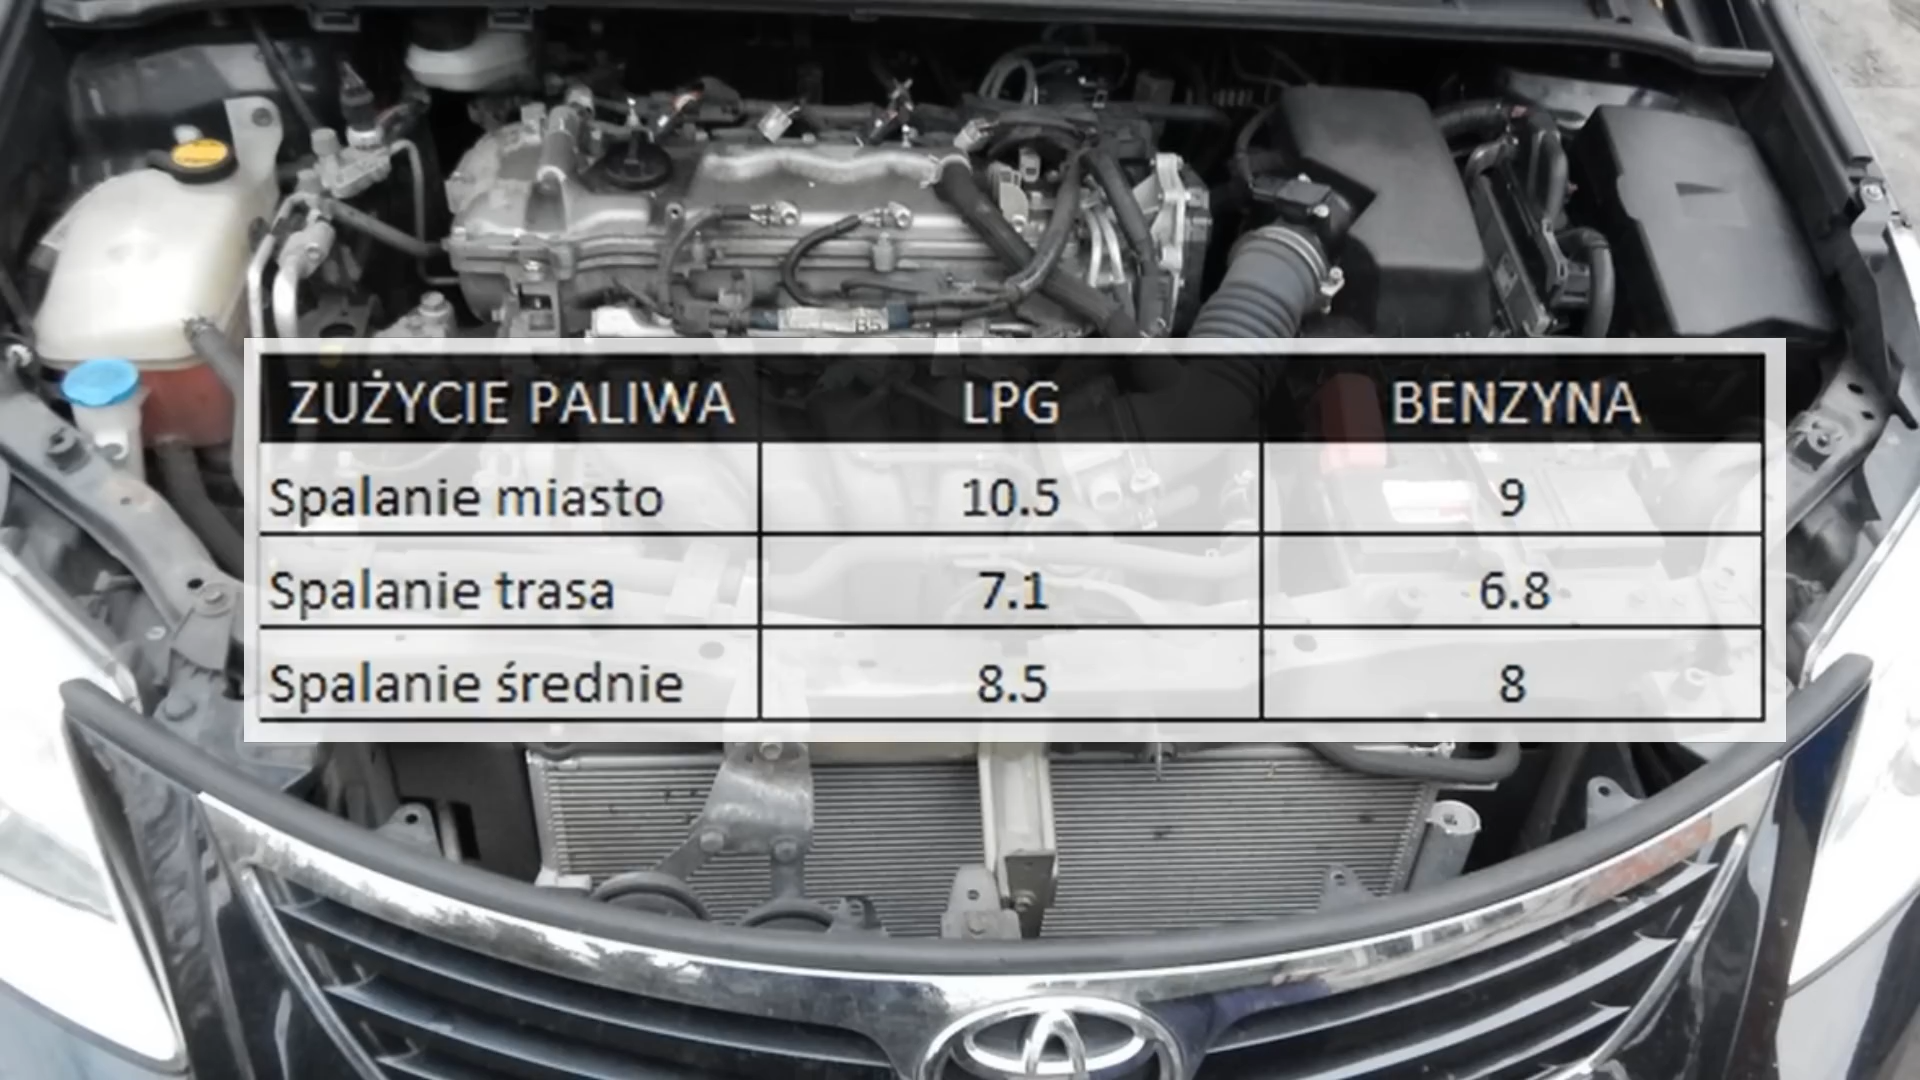 ZUŻYCIE PALIWA LPG BENZYNA
Spalanie miasto 10.5 9
Spalanie trasa 7.1 6.8
Spalanie średnie 8.5 8